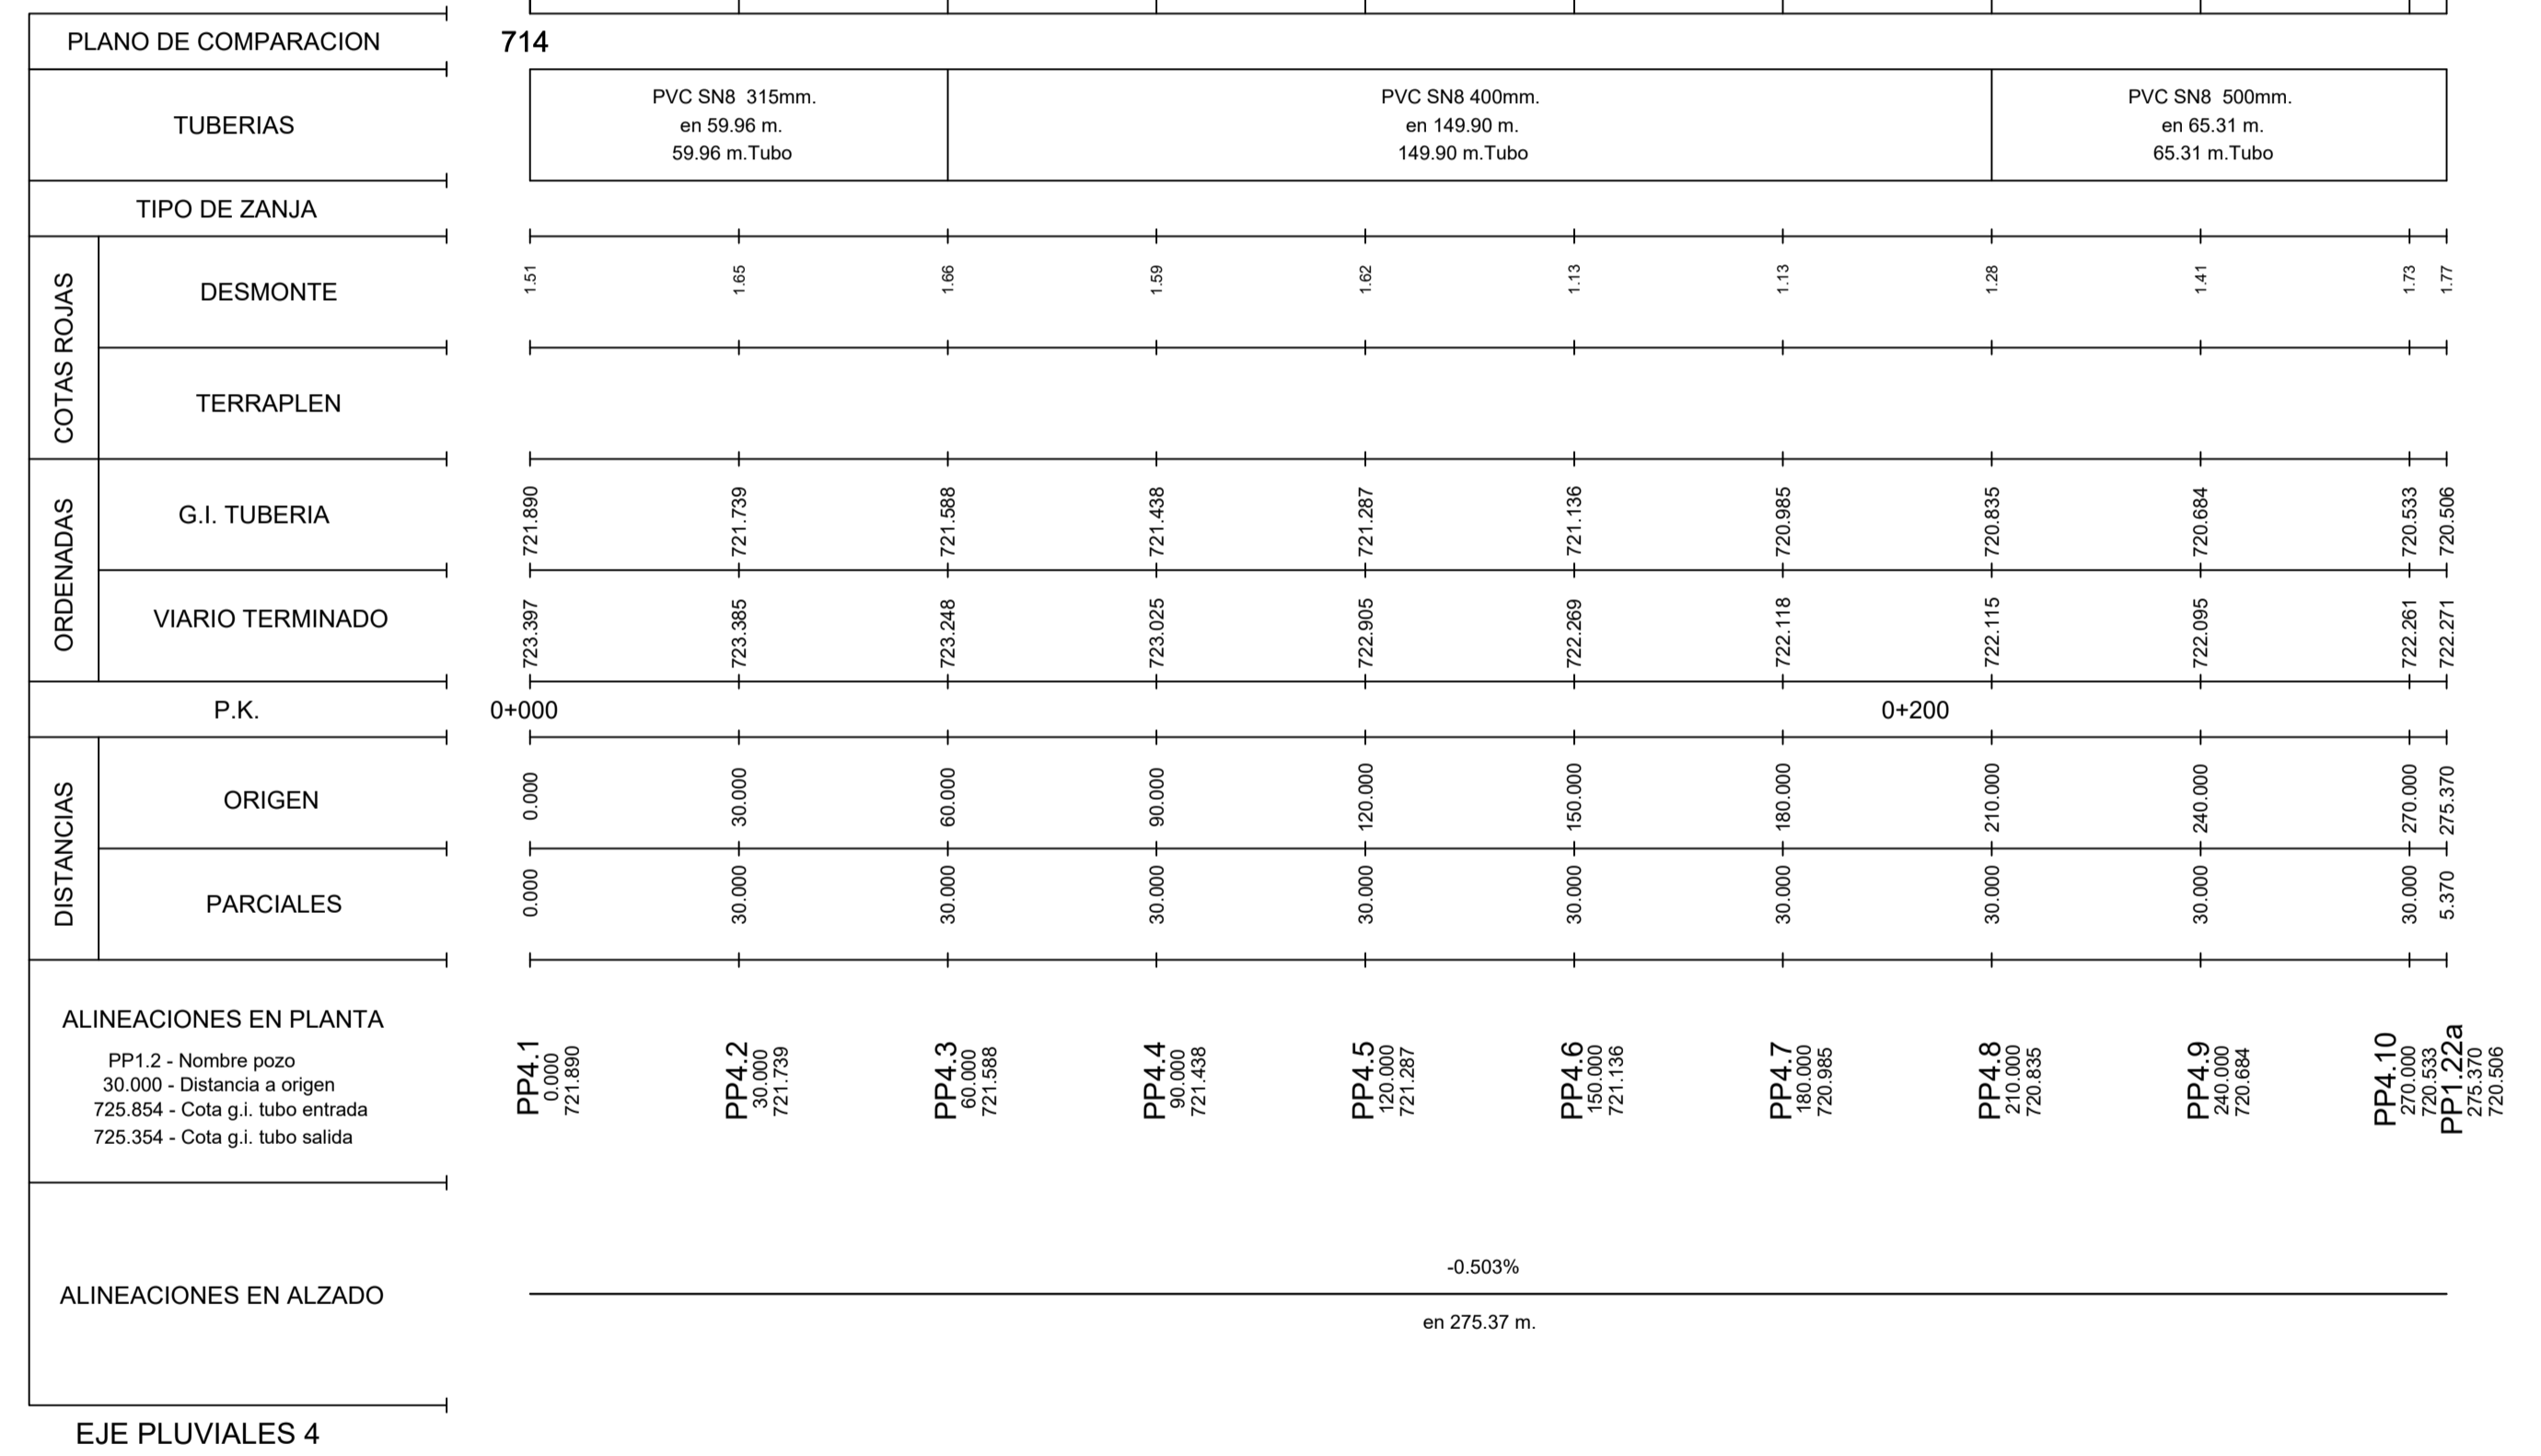 PLANO DE COMPARACION
714
TUBERIAS
PVC SN8 315mm.
en 59.96 m.
59.96 m.Tubo
PVC SN8 400mm.
en 149.90 m.
149.90 m.Tubo
PVC SN8 500mm.
en 65.31 m.
65.31 m.Tubo
TIPO DE ZANJA
COTAS ROJAS
DESMONTE
1.51
1.65
1.66
1.59
1.62
1.13
1.13
1.28
1.41
1.73
1.77
TERRAPLEN
ORDENADAS
G.I. TUBERIA
721.890
721.739
721.588
721.438
721.287
721.136
720.985
720.835
720.684
720.533
720.506
VIARIO TERMINADO
723.397
723.385
723.248
723.025
722.905
722.269
722.118
722.115
722.095
722.261
722.271
P.K.
0+000
0+200
DISTANCIAS
ORIGEN
0.000
30.000
60.000
90.000
120.000
150.000
180.000
210.000
240.000
270.000
275.370
PARCIALES
0.000
30.000
30.000
30.000
30.000
30.000
30.000
30.000
30.000
30.000
5.370
ALINEACIONES EN PLANTA
PP1.2 - Nombre pozo
30.000 - Distancia a origen
725.854 - Cota g.i. tubo entrada
725.354 - Cota g.i. tubo salida
PP4.1
0.000
721.890
PP4.2
30.000
721.739
PP4.3
60.000
721.588
PP4.4
90.000
721.438
PP4.5
120.000
721.287
PP4.6
150.000
721.136
PP4.7
180.000
720.985
PP4.8
210.000
720.835
PP4.9
240.000
720.684
PP4.10
270.000
720.533
PP1.22a
275.370
720.506
ALINEACIONES EN ALZADO
-0.503%
en 275.37 m.
EJE PLUVIALES 4